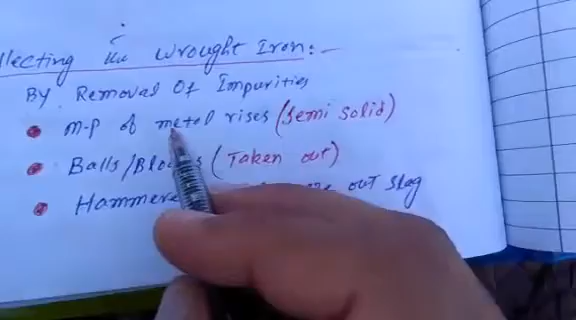 llecting the Wrought Iron:-
By Removal Of Impurities
M.P of metal rises (Semi Solid)
Balls/Blocks (Taken out)
Hammere out Slag